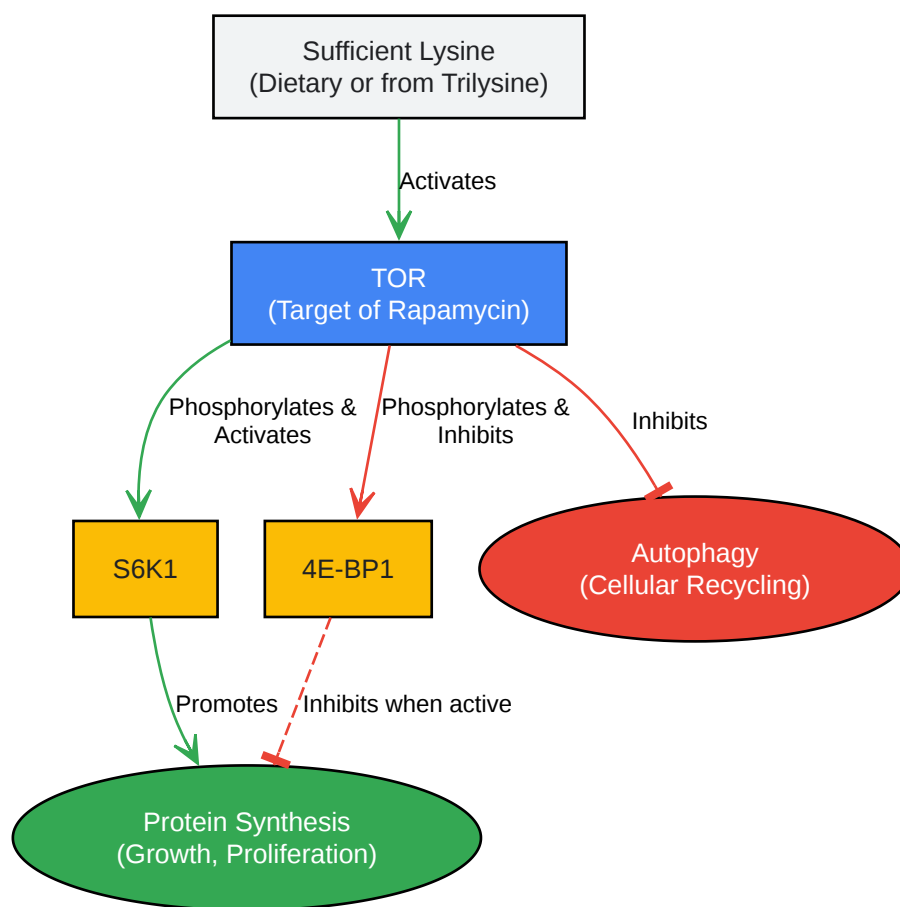 Sufficient Lysine
(Dietary or from Trilysine)
Activates
TOR
(Target of Rapamycin)
Phosphorylates &
Activates
Phosphorylates &
Inhibits
Inhibits
S6K1
4E-BP1
Autophagy
(Cellular Recycling)
Promotes
Inhibits when active
Protein Synthesis
(Growth, Proliferation)